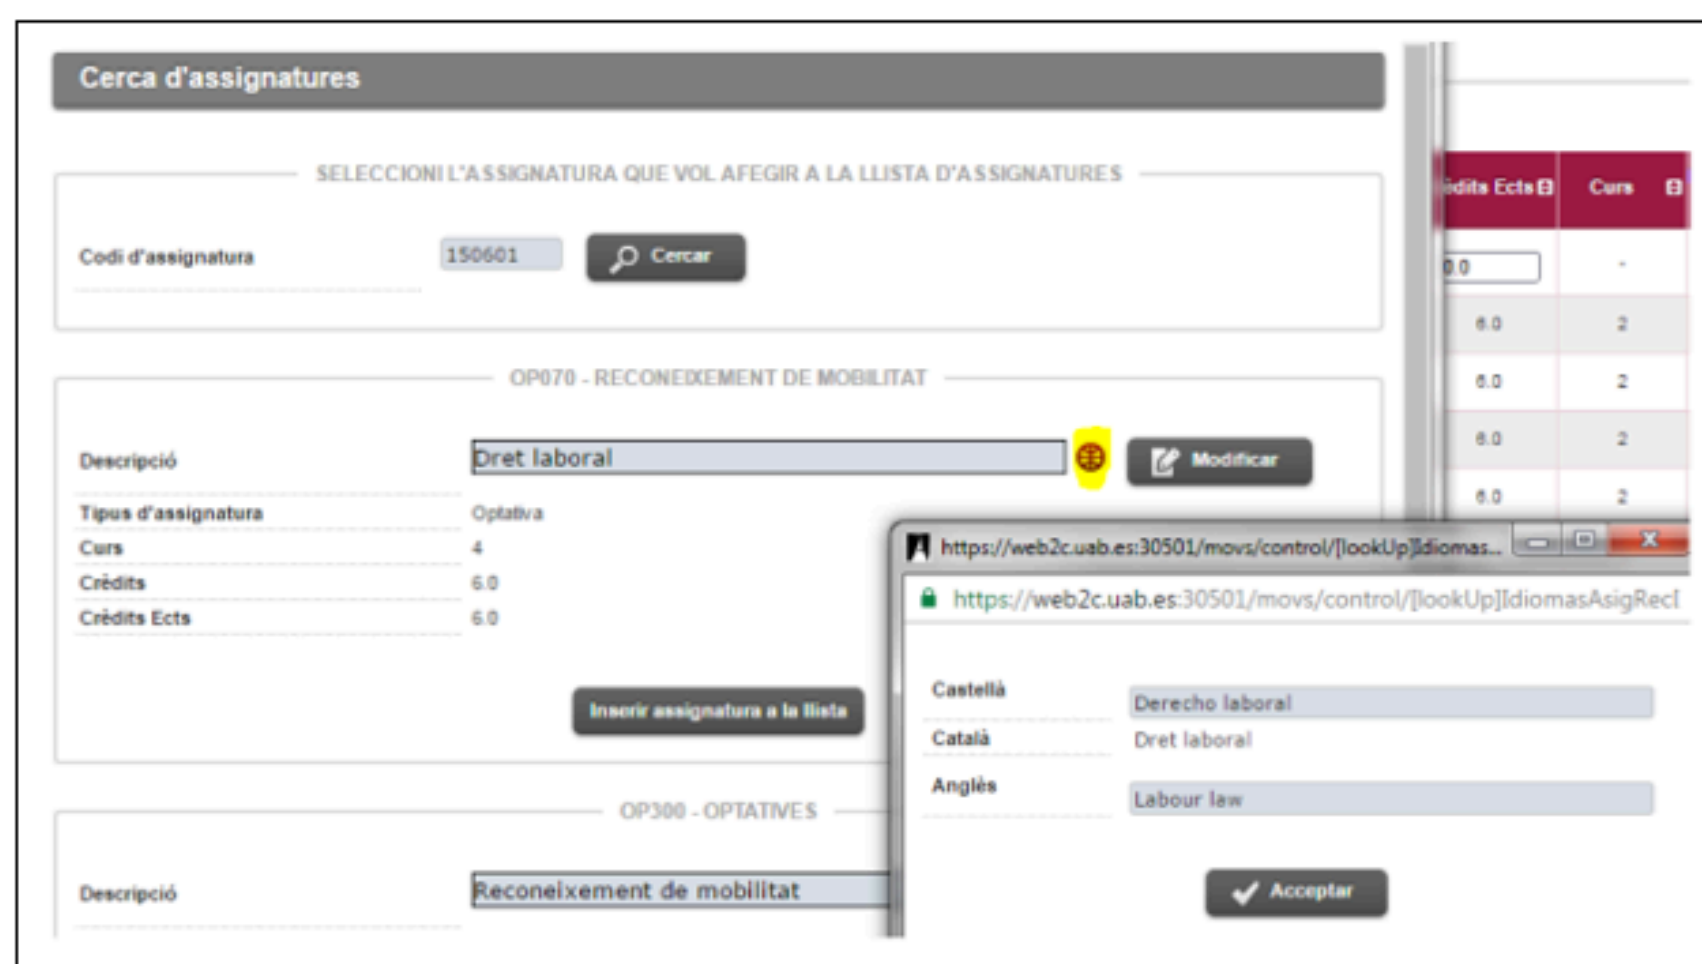 Cerca d'assignatures
SELECCIONI L'ASSIGNATURA QUE VOL AFEGIR A LA LLISTA D'ASSIGNATURES
Codi d'assignatura 150601 Cercar
OP070 - RECONEIXEMENT DE MOBILITAT
Descripció Dret laboral Modificar
Tipus d'assignatura Optativa
Curs 4
Crèdits 6.0
Crèdits Ects 6.0
Inserir assignatura a la llista
OP300 - OPTATIVES
Descripció Reconeixement de mobilitat
èdits Ects Curs
0.0 -
6.0 2
6.0 2
6.0 2
6.0 2
https://web2c.uab.es:30501/movs/control/[lookUp]Idiomas...
https://web2c.uab.es:30501/movs/control/[lookUp]IdiomasAsigRec
Castellà Derecho laboral
Català Dret laboral
Anglès Labour law
Acceptar